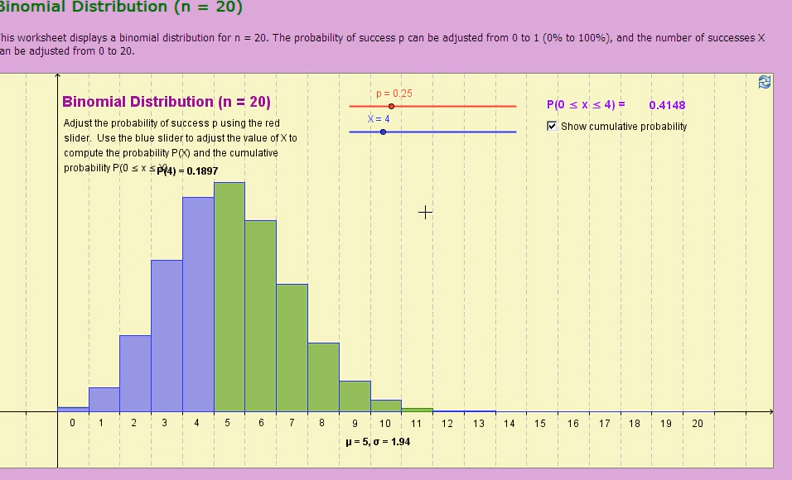 Binomial Distribution (n = 20)
This worksheet displays a binomial distribution for n = 20. The probability of success p can be adjusted from 0 to 1 (0% to 100%), and the number of successes X
can be adjusted from 0 to 20.
Binomial Distribution (n = 20)
Adjust the probability of success p using the red
slider. Use the blue slider to adjust the value of X to
compute the probability P(X) and the cumulative
probability P(0 ≤ x ≤
P(4) = 0.1897
p = 0.25
X = 4
P(0 ≤ x ≤ 4) = 0.4148
Show cumulative probability
0 1 2 3 4 5 6 7 8 9 10 11 12 13 14 15 16 17 18 19 20
μ = 5, σ = 1.94